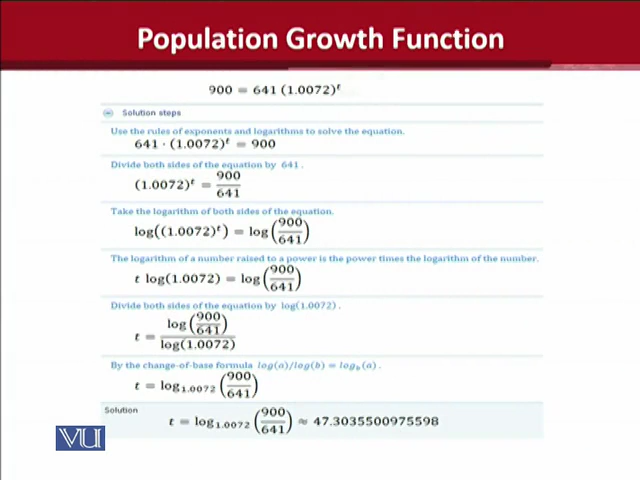 Population Growth Function
900 = 641 (1.0072)^t
Solution steps
Use the rules of exponents and logarithms to solve the equation.
641 · (1.0072)^t = 900
Divide both sides of the equation by 641 .
(1.0072)^t = 900/641
Take the logarithm of both sides of the equation.
log((1.0072)^t) = log(900/641)
The logarithm of a number raised to a power is the power times the logarithm of the number.
t log(1.0072) = log(900/641)
Divide both sides of the equation by log(1.0072) .
t = log(900/641)/log(1.0072)
By the change-of-base formula log(a)/log(b) = log_b(a) .
t = log_1.0072(900/641)
Solution
t = log_1.0072(900/641) ≈ 47.3035500975598
VU